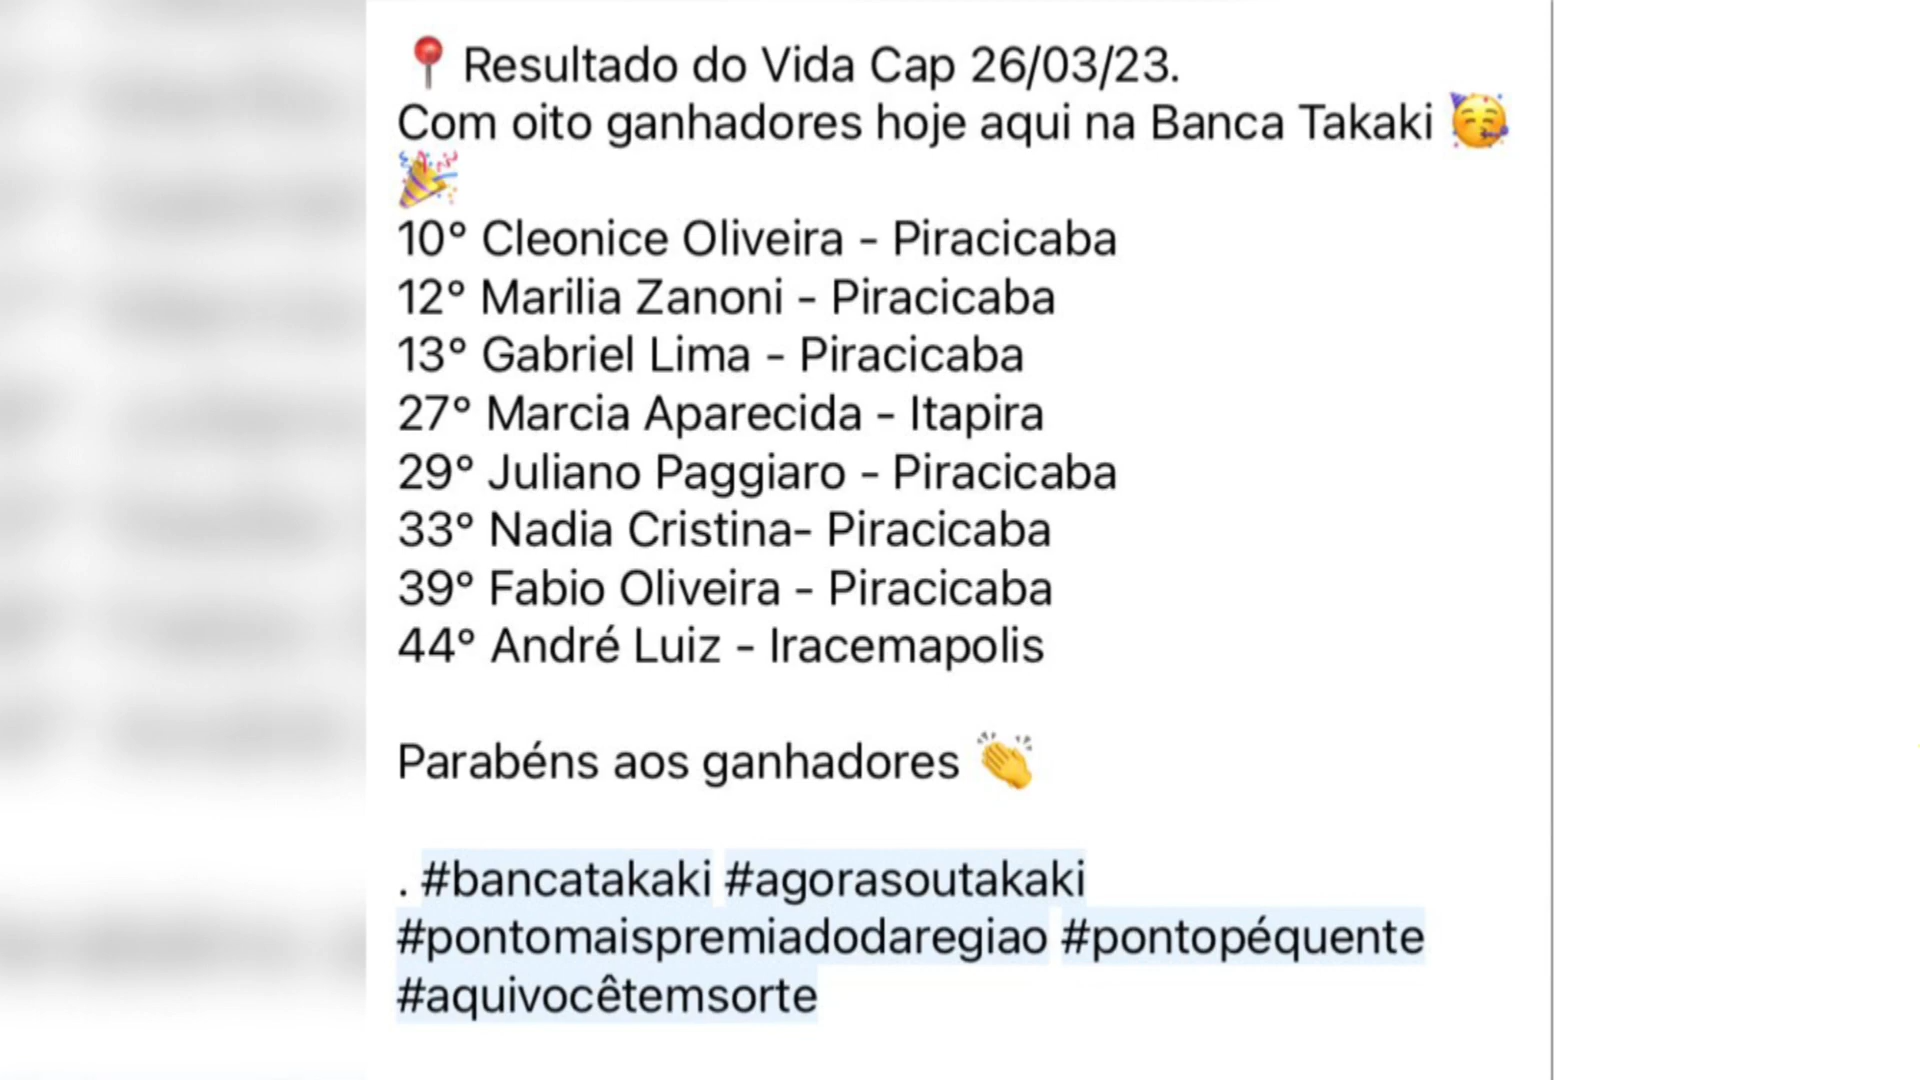 📍 Resultado do Vida Cap 26/03/23.
Com oito ganhadores hoje aqui na Banca Takaki 🥳
🎉
10° Cleonice Oliveira - Piracicaba
12° Marilia Zanoni - Piracicaba
13° Gabriel Lima - Piracicaba
27° Marcia Aparecida - Itapira
29° Juliano Paggiaro - Piracicaba
33° Nadia Cristina- Piracicaba
39° Fabio Oliveira - Piracicaba
44° André Luiz - Iracemapolis
Parabéns aos ganhadores 👏
. #bancatakaki #agorasoutakaki
#pontomaispremiadodaregiao #pontopéquente
#aquivocêtemsorte